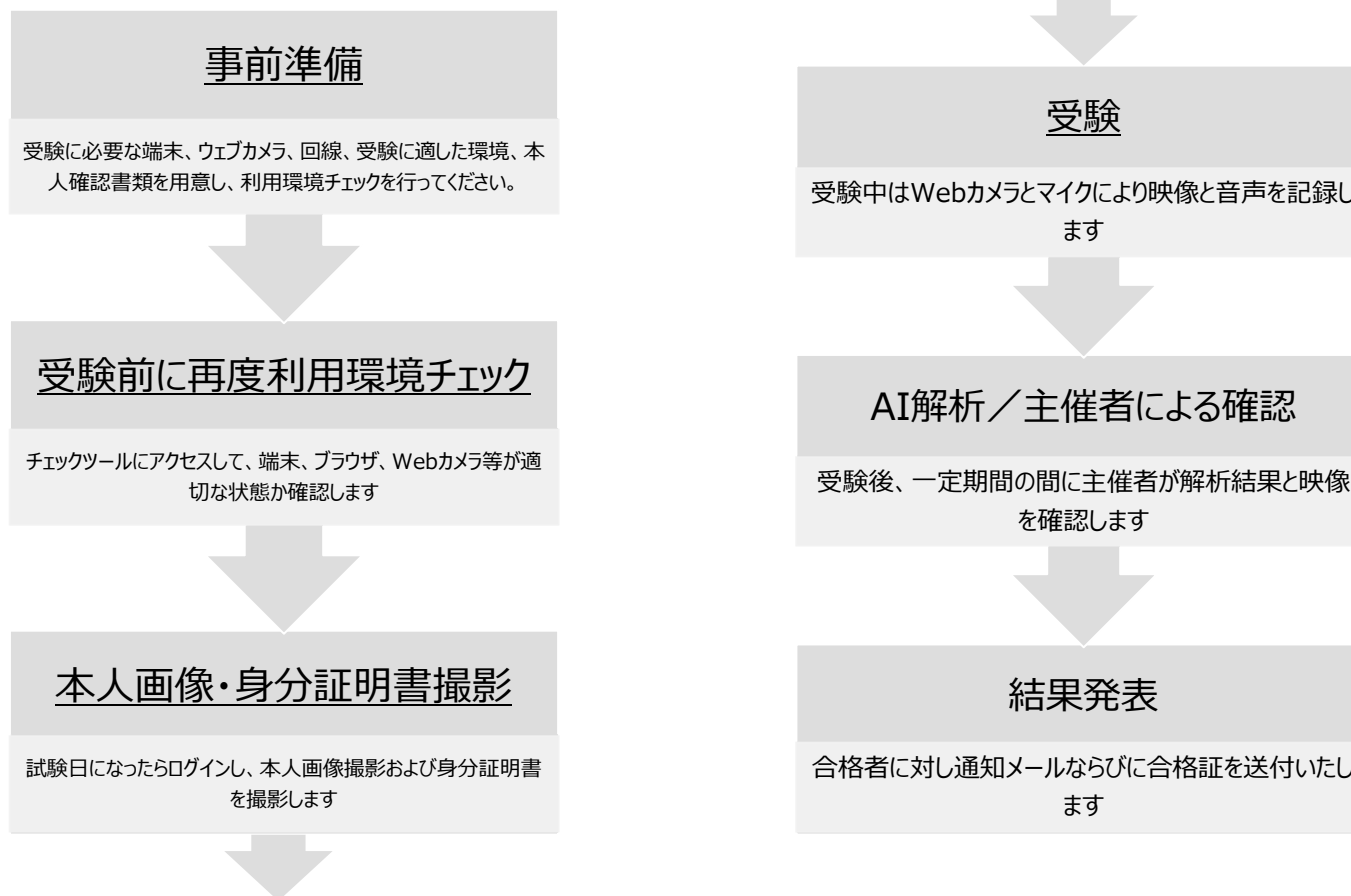 事前準備
受験に必要な端末、ウェブカメラ、回線、受験に適した環境、本
人確認書類を用意し、利用環境チェックを行ってください。
受験前に再度利用環境チェック
チェックツールにアクセスして、端末、ブラウザ、Webカメラ等が適
切な状態か確認します
本人画像・身分証明書撮影
試験日になったらログインし、本人画像撮影および身分証明書
を撮影します
受験
受験中はWebカメラとマイクにより映像と音声を記録し
ます
AI解析／主催者による確認
受験後、一定期間の間に主催者が解析結果と映像
を確認します
結果発表
合格者に対し通知メールならびに合格証を送付いたし
ます